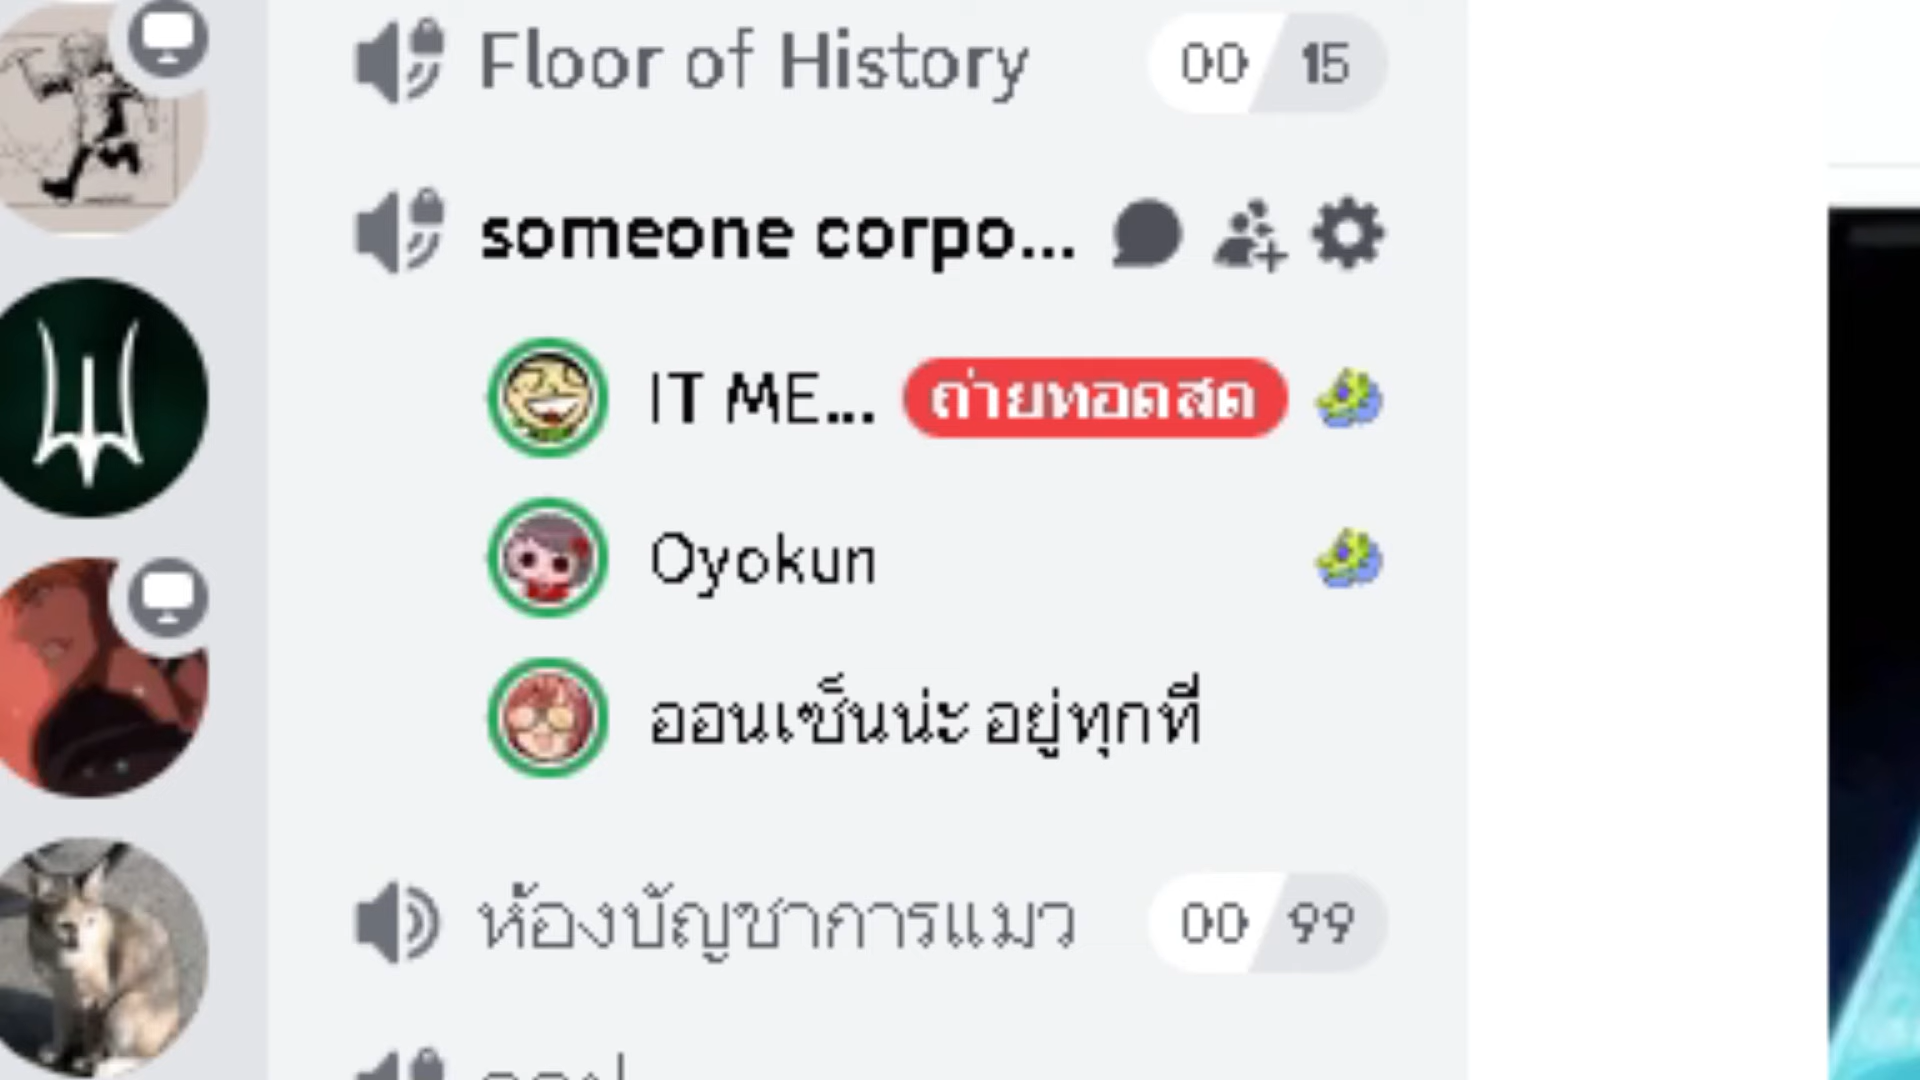 Floor of History 00 15
someone corpo...
IT ME... ถ่ายทอดสด
Oyokun
ออนเซ็นน่ะ อยู่ทุกที่
ห้องบัญชาการแมว 00 99